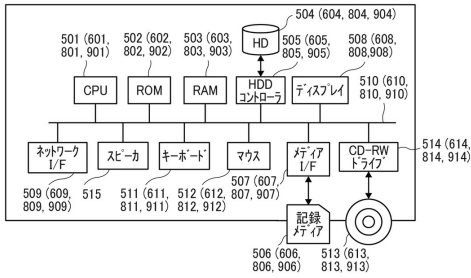 504 (604, 804, 904)
501 (601, 801, 901)
502 (602, 802, 902)
503 (603, 803, 903)
HD
505 (605, 805, 905)
508 (608, 808,908)
CPU
ROM
RAM
HDD
コントローラ
ディスプレイ
510 (610, 810, 910)
ネットワーク
I/F
スピーカ
キーボード
マウス
メディア
I/F
CD-RW
ドライブ
514 (614, 814, 914)
509 (609, 809, 909)
515
511 (611, 811, 911)
512 (612, 812, 912)
507 (607, 807, 907)
記録
メディア
506 (606, 806, 906)
513 (613, 813, 913)